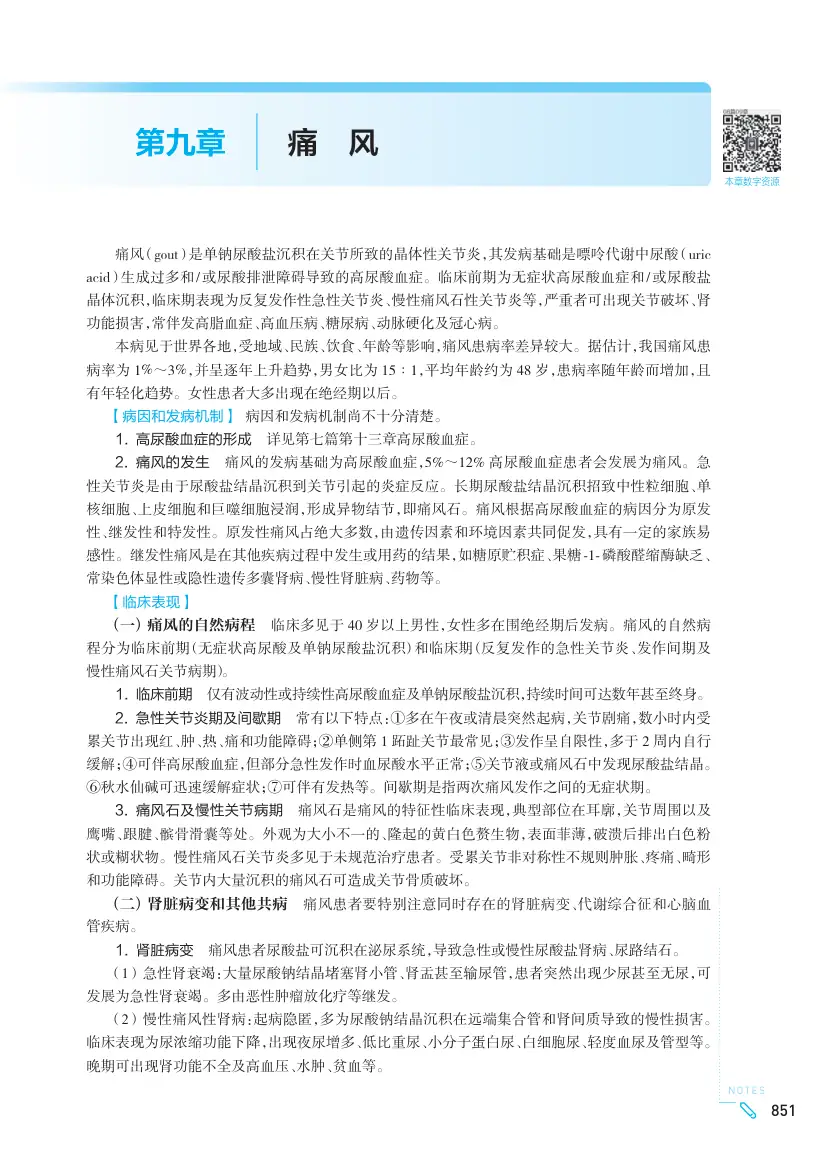 第九章
痛 风
本章数字资源
痛风（gout）是单钠尿酸盐沉积在关节所致的晶体性关节炎，其发病基础是嘌呤代谢中尿酸（uric
acid）生成过多和/或尿酸排泄障碍导致的高尿酸血症。临床前期为无症状高尿酸血症和/或尿酸盐
晶体沉积，临床期表现为反复发作性急性关节炎、慢性痛风石性关节炎等，严重者可出现关节破坏、肾
功能损害，常伴发高脂血症、高血压病、糖尿病、动脉硬化及冠心病。
本病见于世界各地，受地域、民族、饮食、年龄等影响，痛风患病率差异较大。据估计，我国痛风患
病率为 1%～3%，并呈逐年上升趋势，男女比为 15∶1，平均年龄约为 48 岁，患病率随年龄而增加，且
有年轻化趋势。女性患者大多出现在绝经期以后。
【病因和发病机制】 病因和发病机制尚不十分清楚。
1. 高尿酸血症的形成 详见第七篇第十三章高尿酸血症。
2. 痛风的发生 痛风的发病基础为高尿酸血症，5%～12% 高尿酸血症患者会发展为痛风。急
性关节炎是由于尿酸盐结晶沉积到关节引起的炎症反应。长期尿酸盐结晶沉积招致中性粒细胞、单
核细胞、上皮细胞和巨噬细胞浸润，形成异物结节，即痛风石。痛风根据高尿酸血症的病因分为原发
性、继发性和特发性。原发性痛风占绝大多数，由遗传因素和环境因素共同促发，具有一定的家族易
感性。继发性痛风是在其他疾病过程中发生或用药的结果，如糖原贮积症、果糖-1-磷酸醛缩酶缺乏、
常染色体显性或隐性遗传多囊肾病、慢性肾脏病、药物等。
【临床表现】
（一）痛风的自然病程 临床多见于 40 岁以上男性，女性多在围绝经期后发病。痛风的自然病
程分为临床前期（无症状高尿酸及单钠尿酸盐沉积）和临床期（反复发作的急性关节炎、发作间期及
慢性痛风石关节病期）。
1. 临床前期 仅有波动性或持续性高尿酸血症及单钠尿酸盐沉积，持续时间可达数年甚至终身。
2. 急性关节炎期及间歇期 常有以下特点：①多在午夜或清晨突然起病，关节剧痛，数小时内受
累关节出现红、肿、热、痛和功能障碍；②单侧第 1 跖趾关节最常见；③发作呈自限性，多于 2 周内自行
缓解；④可伴高尿酸血症，但部分急性发作时血尿酸水平正常；⑤关节液或痛风石中发现尿酸盐结晶。
⑥秋水仙碱可迅速缓解症状；⑦可伴有发热等。间歇期是指两次痛风发作之间的无症状期。
3. 痛风石及慢性关节病期 痛风石是痛风的特征性临床表现，典型部位在耳廓，关节周围以及
鹰嘴、跟腱、髌骨滑囊等处。外观为大小不一的、隆起的黄白色赘生物，表面菲薄，破溃后排出白色粉
状或糊状物。慢性痛风石关节炎多见于未规范治疗患者。受累关节非对称性不规则肿胀、疼痛、畸形
和功能障碍。关节内大量沉积的痛风石可造成关节骨质破坏。
（二）肾脏病变和其他共病 痛风患者要特别注意同时存在的肾脏病变、代谢综合征和心脑血
管疾病。
1. 肾脏病变 痛风患者尿酸盐可沉积在泌尿系统，导致急性或慢性尿酸盐肾病、尿路结石。
（1）急性肾衰竭：大量尿酸钠结晶堵塞肾小管、肾盂甚至输尿管，患者突然出现少尿甚至无尿，可
发展为急性肾衰竭。多由恶性肿瘤放化疗等继发。
（2）慢性痛风性肾病：起病隐匿，多为尿酸钠结晶沉积在远端集合管和肾间质导致的慢性损害。
临床表现为尿浓缩功能下降，出现夜尿增多、低比重尿、小分子蛋白尿、白细胞尿、轻度血尿及管型等。
晚期可出现肾功能不全及高血压、水肿、贫血等。
NOTES
851